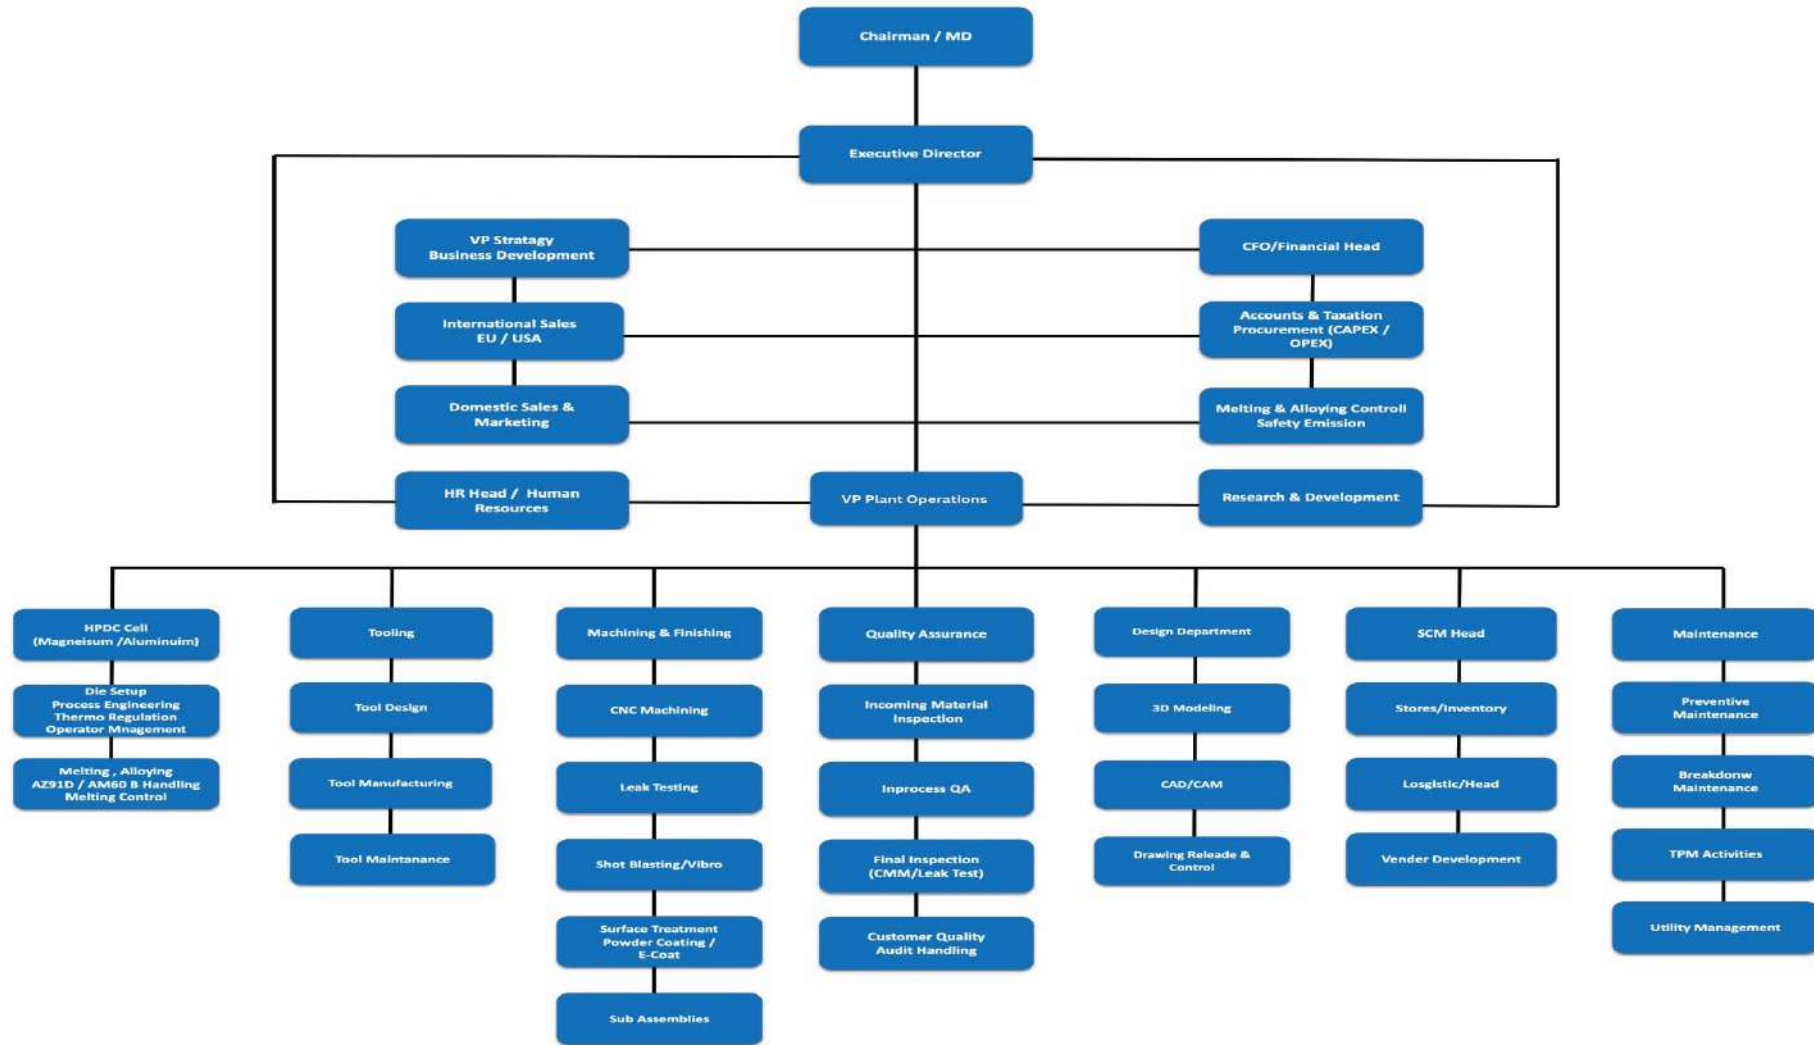 Chairman / MD
Executive Director
VP Stratagy
Business Development
CFO/Financial Head
International Sales
EU / USA
Accounts & Taxation
Procurement (CAPEX /
OPEX)
Domestic Sales &
Marketing
Melting & Alloying Controll
Safety Emission
HR Head / Human
Resources
VP Plant Operations
Research & Development
HPDC Cell
(Magneisum /Aluminuim)
Die Setup
Process Engineering
Thermo Regulation
Operator Mnagement
Melting , Alloying
AZ91D / AM60 B Handling
Melting Control
Tooling
Tool Design
Tool Manufacturing
Tool Maintanance
Machining & Finishing
CNC Machining
Leak Testing
Shot Blasting/Vibro
Surface Treatment
Powder Coating /
E-Coat
Sub Assemblies
Quality Assurance
Incoming Material
Inspection
Inprocess QA
Final Inspection
(CMM/Leak Test)
Customer Quality
Audit Handling
Design Department
3D Modeling
CAD/CAM
Drawing Releade &
Control
SCM Head
Stores/Inventory
Losgistic/Head
Vender Development
Maintenance
Preventive
Maintenance
Breakdonw
Maintenance
TPM Activities
Utility Management